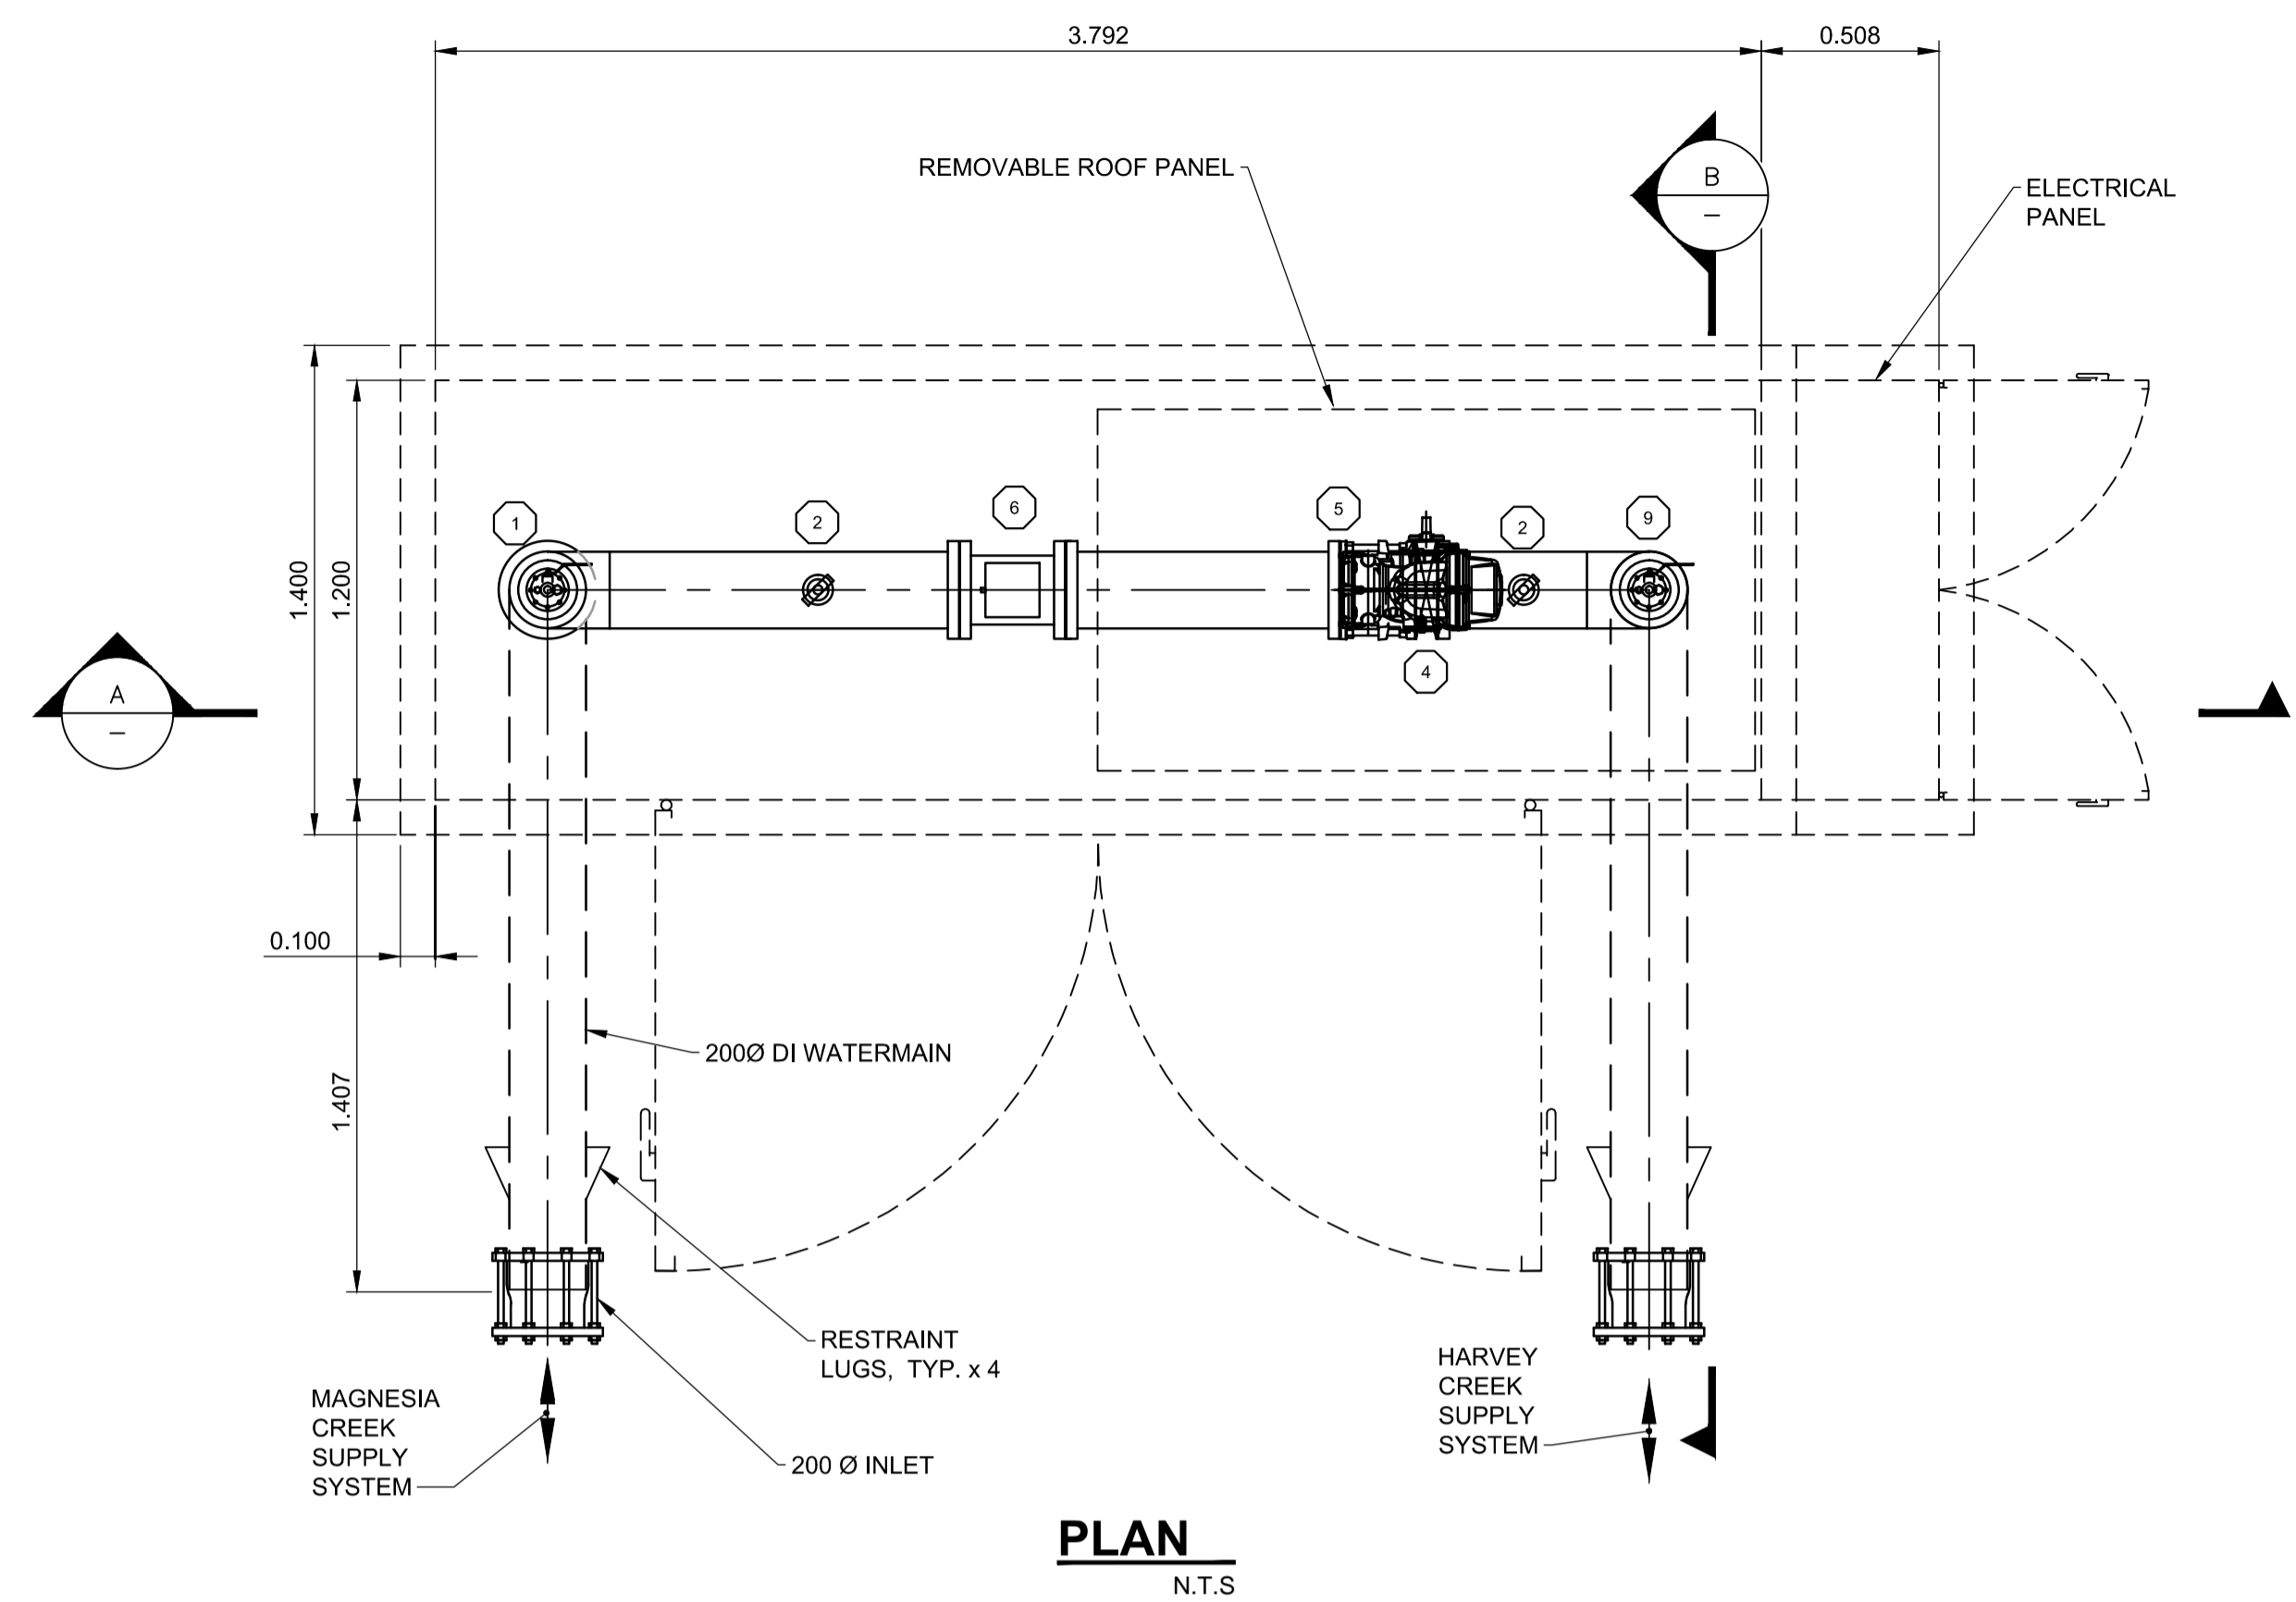 3.792
0.508
REMOVABLE ROOF PANEL
B
–
ELECTRICAL
PANEL
1
2
6
5
2
9
4
1.400
1.200
A
–
0.100
200Ø DI WATERMAIN
1.407
RESTRAINT
LUGS, TYP. x 4
MAGNESIA
CREEK
SUPPLY
SYSTEM
200 Ø INLET
HARVEY
CREEK
SUPPLY
SYSTEM
PLAN
N.T.S